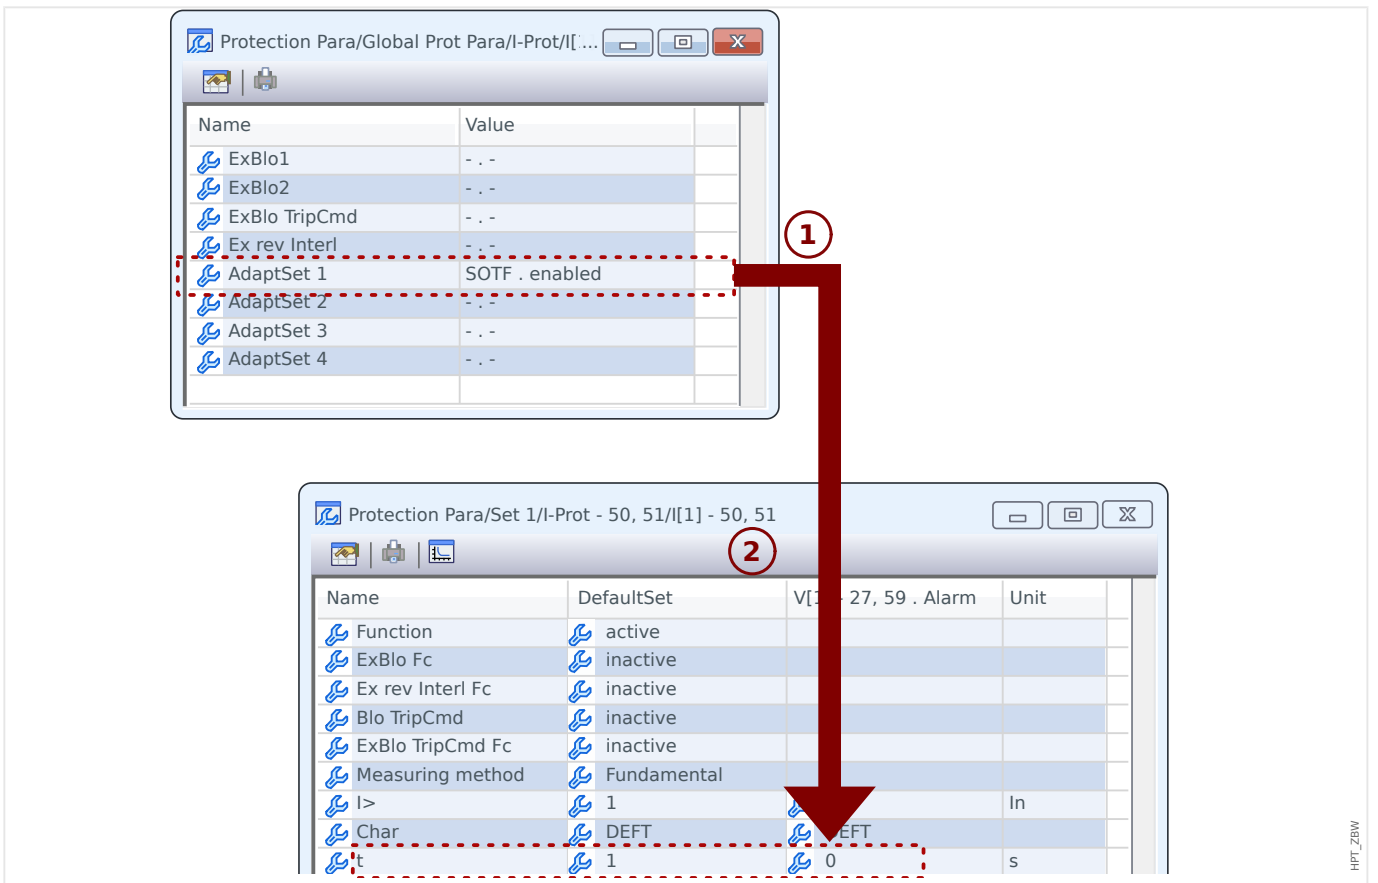 Protection Para/Global Prot Para/I-Prot/I[ ...
Name Value
ExBlo1 - . -
ExBlo2 - . -
ExBlo TripCmd - . -
Ex rev Interl - . -
AdaptSet 1 SOTF . enabled
AdaptSet 2 - . -
AdaptSet 3 - . -
AdaptSet 4 - . -
1
Protection Para/Set 1/I-Prot - 50, 51/I[1] - 50, 51
2
Name DefaultSet 27, 59 . Alarm Unit
Function active
ExBlo Fc inactive
Ex rev Interl Fc inactive
Blo TripCmd inactive
ExBlo TripCmd Fc inactive
Measuring method Fundamental
I> 1 In
Char DEFT
t 1 0 s
HPT_ZBW